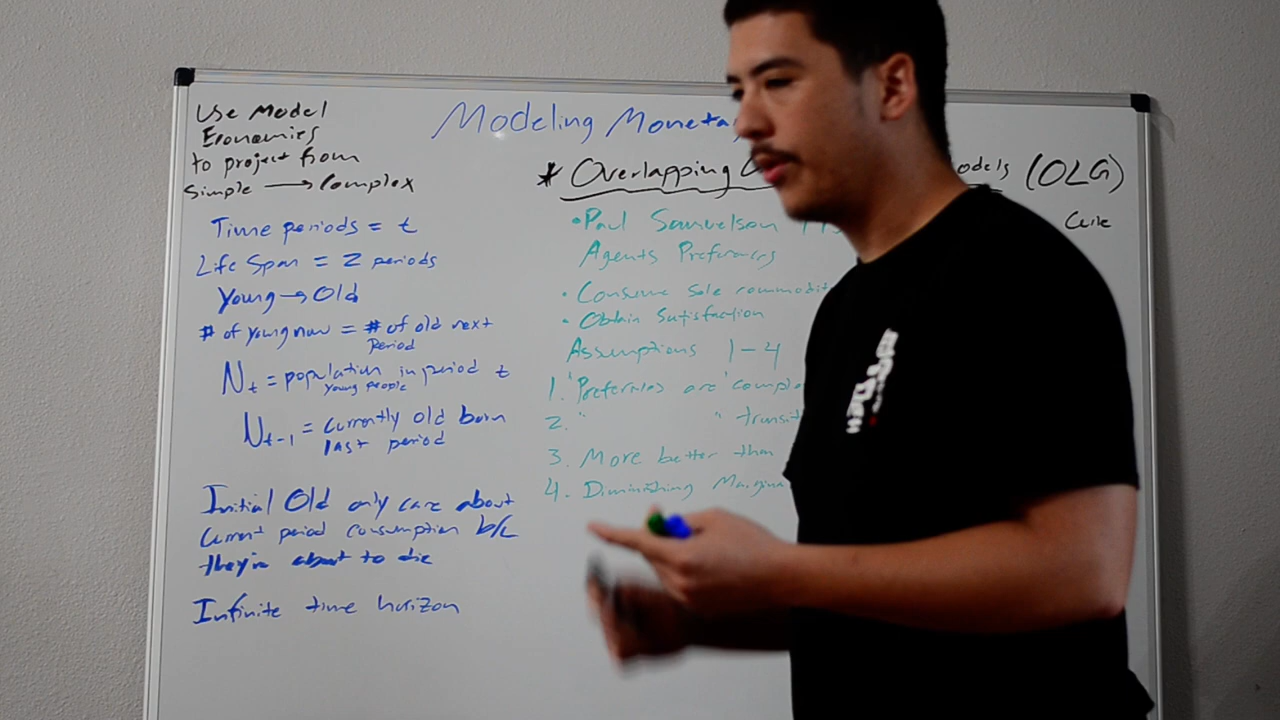 Use Model
Economies
to project from
Simple → Complex
Time periods = t
Life Span = 2 periods
Young → Old
# of young now = # of old next
Period
Nt = population in period t
young people
Nt-1 = currently old born
last period
Initial Old only care about
current period consumption b/c
they're about to die
Infinite time horizon
Modeling Moneta
* Overlapping
odels (OLG)
• Paul Samuelson
Agents Preferences
• Consume sole commodit
• Obtain Satisfaction
Assumptions 1-4
1. Prefernces are comple
2. " " transit
3. More better than
4. Diminishing Margina